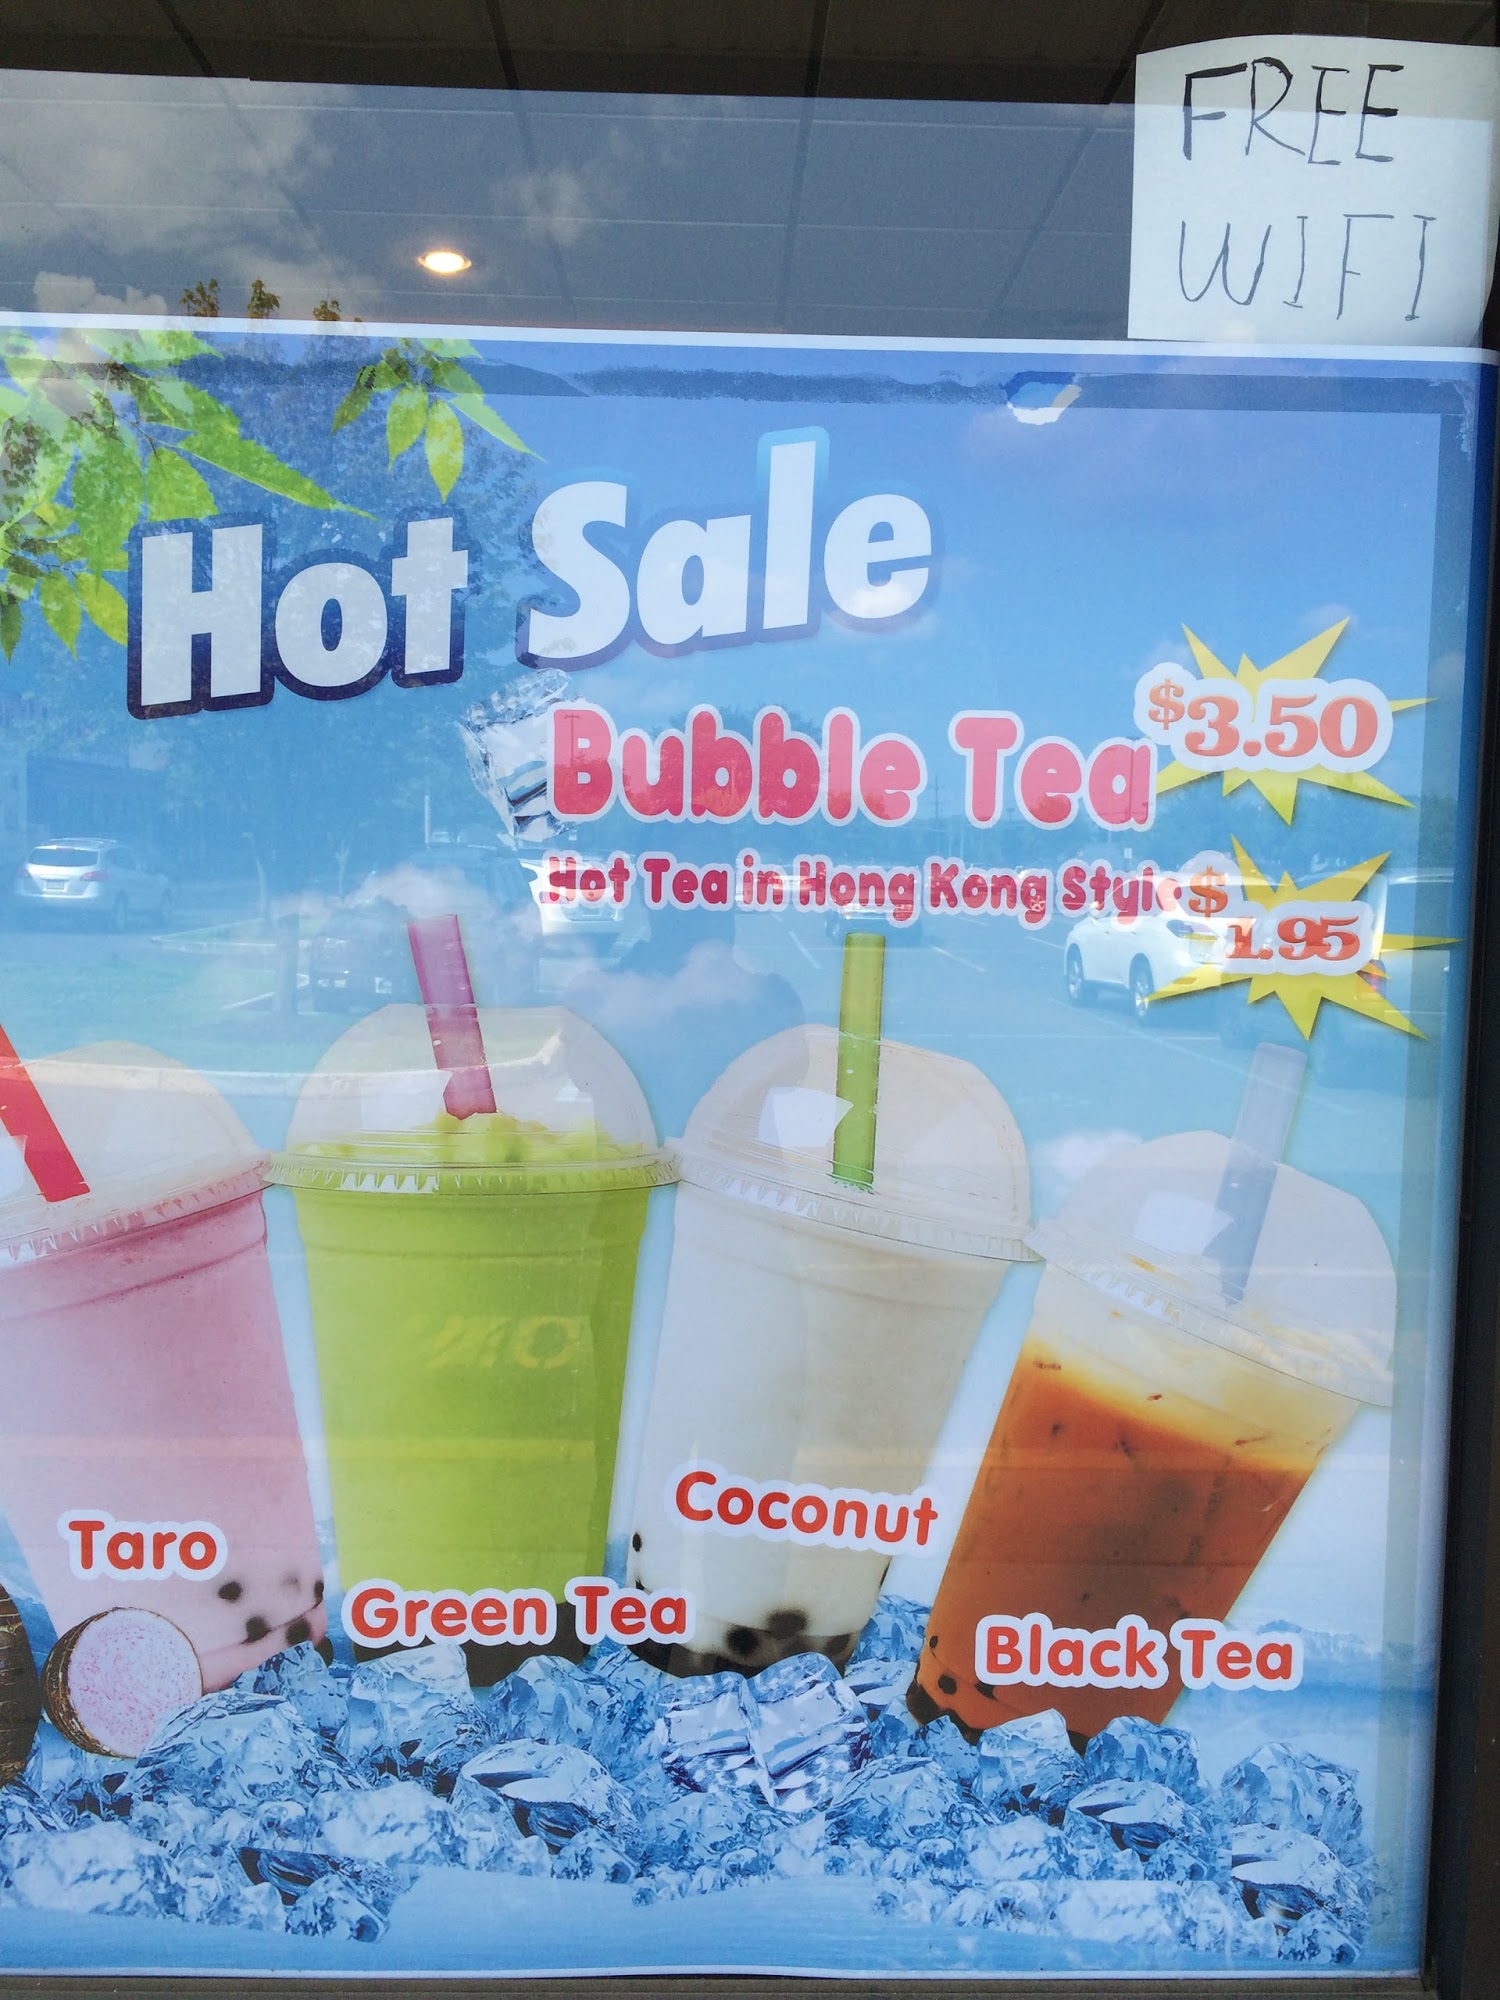 FREE
WIFI
Hot Sale
Bubble Tea $3.50
Hot Tea in Hong Kong Style $1.95
Taro
Green Tea
Coconut
Black Tea